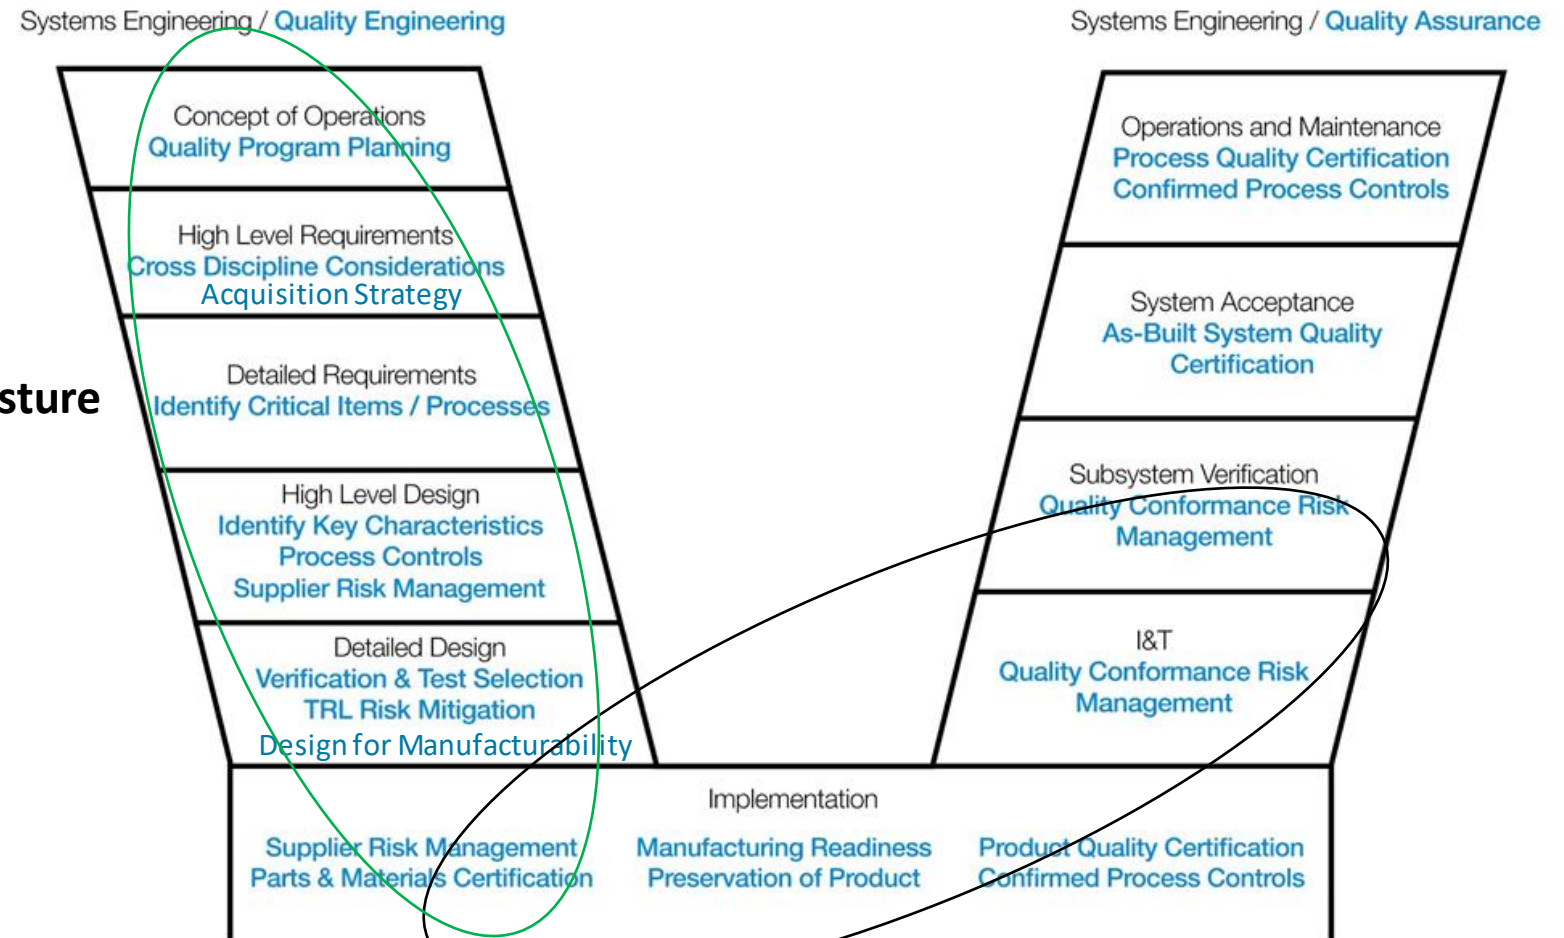 Systems Engineering / Quality Engineering
Concept of Operations
Quality Program Planning
High Level Requirements
Cross Discipline Considerations
Acquisition Strategy
sture
Detailed Requirements
Identify Critical Items / Processes
High Level Design
Identify Key Characteristics
Process Controls
Supplier Risk Management
Detailed Design
Verification & Test Selection
TRL Risk Mitigation
Design for Manufacturability
Systems Engineering / Quality Assurance
Operations and Maintenance
Process Quality Certification
Confirmed Process Controls
System Acceptance
As-Built System Quality
Certification
Subsystem Verification
Quality Conformance Risk
Management
I&T
Quality Conformance Risk
Management
Implementation
Supplier Risk Management
Parts & Materials Certification
Manufacturing Readiness
Preservation of Product
Product Quality Certification
Confirmed Process Controls